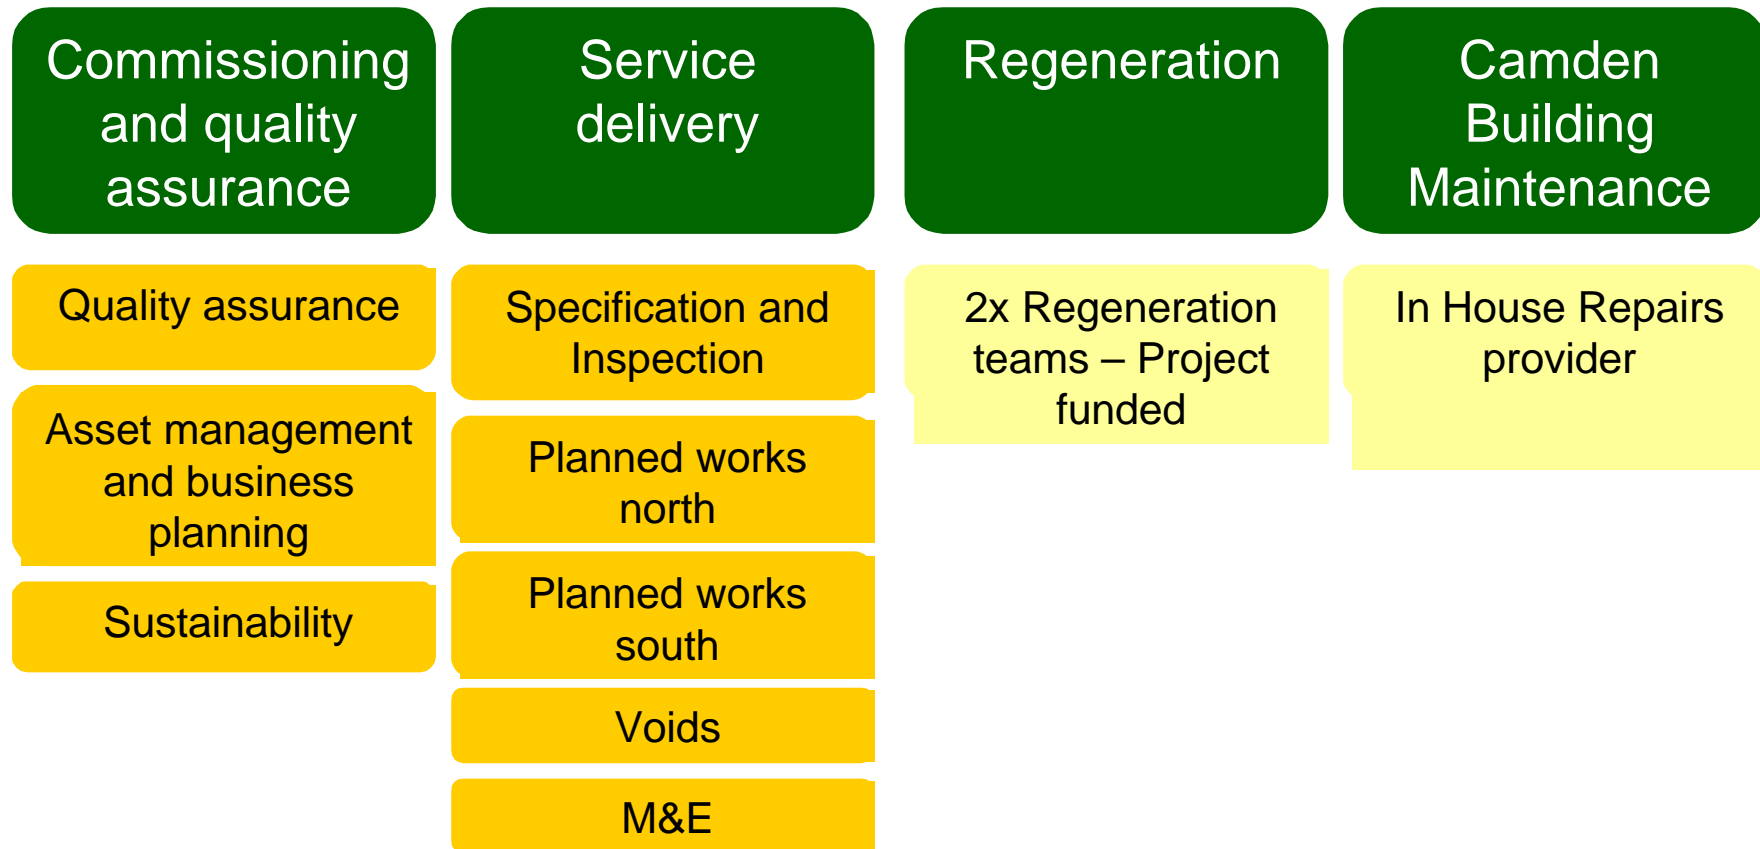 Commissioning
and quality
assurance
Service
delivery
Regeneration
Camden
Building
Maintenance
Quality assurance
Asset management
and business
planning
Sustainability
Specification and
Inspection
Planned works
north
Planned works
south
Voids
M&E
2x Regeneration
teams – Project
funded
In House Repairs
provider